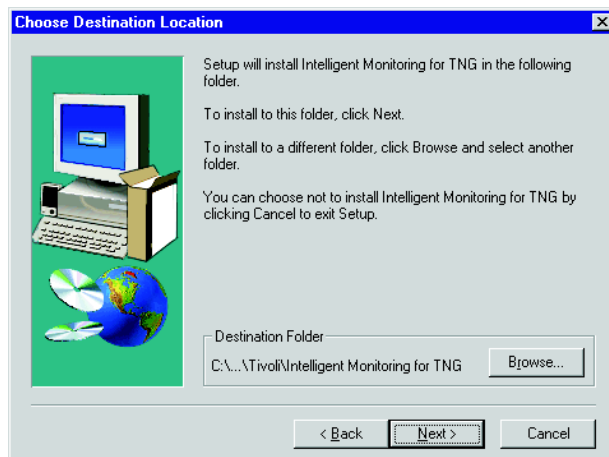 Choose Destination Location
Setup will install Intelligent Monitoring for TNG in the following
folder.
To install to this folder, click Next.
To install to a different folder, click Browse and select another
folder.
You can choose not to install Intelligent Monitoring for TNG by
clicking Cancel to exit Setup.
Destination Folder
C:\...\Tivoli\Intelligent Monitoring for TNG
Browse...
< Back
Next >
Cancel